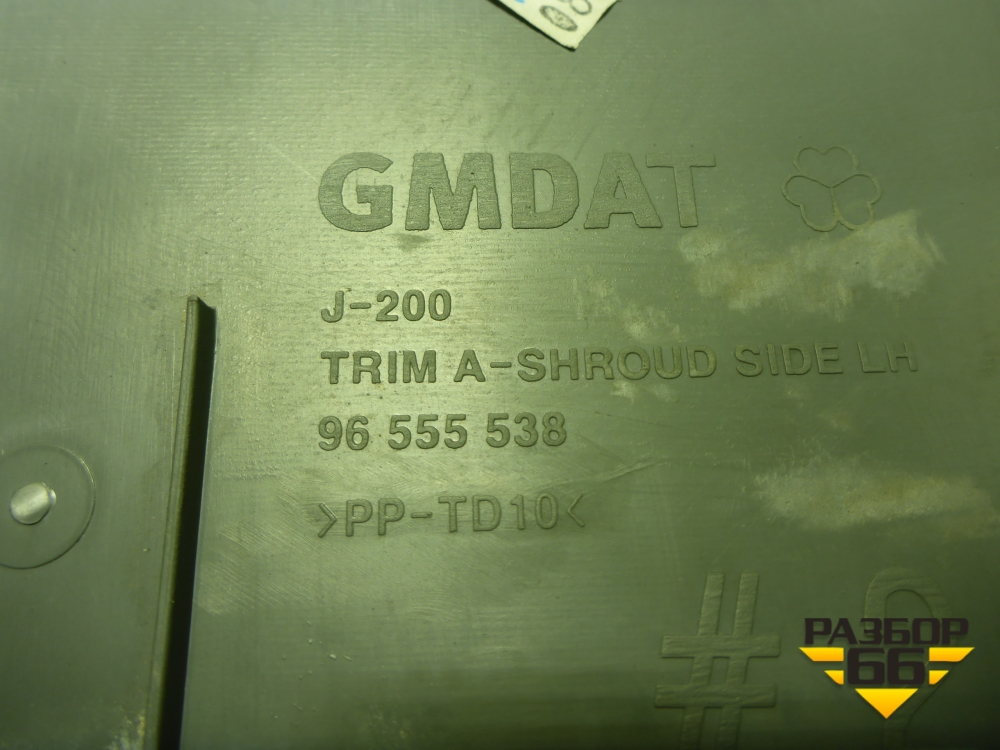 GMDAT
J-200
TRIM A-SHROUD SIDE LH
96 555 538
>PP-TD10<
#
РАЗБОР
66